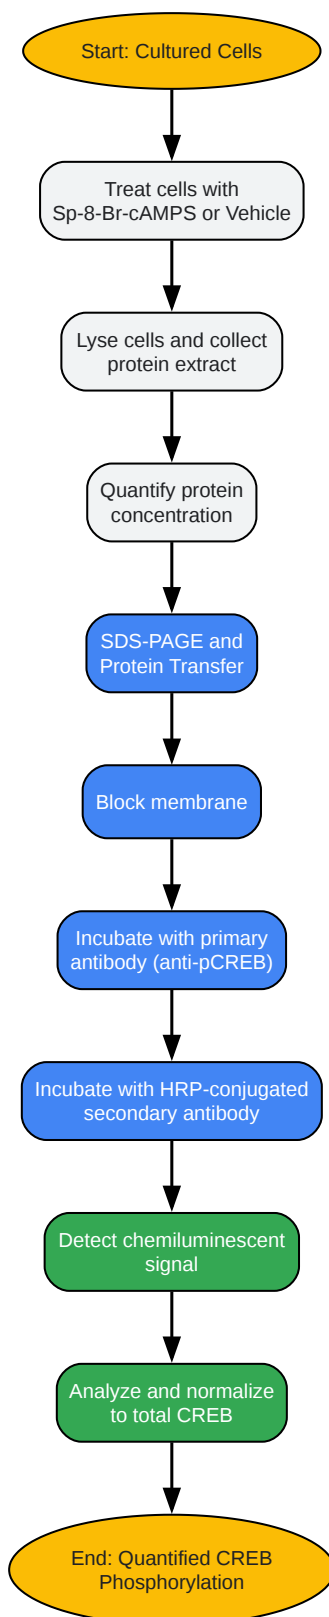 Start: Cultured Cells
Treat cells with
Sp-8-Br-cAMPS or Vehicle
Lyse cells and collect
protein extract
Quantify protein
concentration
SDS-PAGE and
Protein Transfer
Block membrane
Incubate with primary
antibody (anti-pCREB)
Incubate with HRP-conjugated
secondary antibody
Detect chemiluminescent
signal
Analyze and normalize
to total CREB
End: Quantified CREB
Phosphorylation